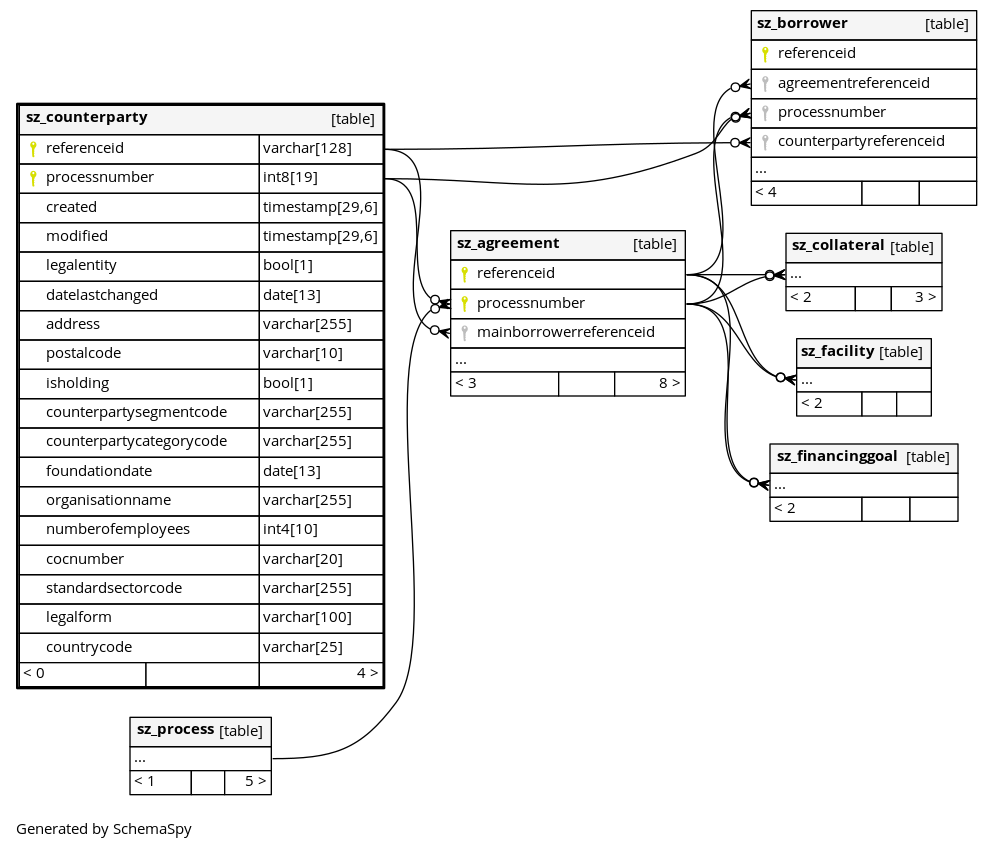 sz_counterparty [table]
referenceid varchar[128]
processnumber int8[19]
created timestamp[29,6]
modified timestamp[29,6]
legalentity bool[1]
datelastchanged date[13]
address varchar[255]
postalcode varchar[10]
isholding bool[1]
counterpartysegmentcode varchar[255]
counterpartycategorycode varchar[255]
foundationdate date[13]
organisationname varchar[255]
numberofemployees int4[10]
cocnumber varchar[20]
standardsectorcode varchar[255]
legalform varchar[100]
countrycode varchar[25]
< 0 4 >
sz_process [table]
...
< 1 5 >
sz_agreement [table]
referenceid
processnumber
mainborrowerreferenceid
...
< 3 8 >
sz_borrower [table]
referenceid
agreementreferenceid
processnumber
counterpartyreferenceid
...
< 4
sz_collateral [table]
...
< 2 3 >
sz_facility [table]
...
< 2
sz_financinggoal [table]
...
< 2
Generated by SchemaSpy